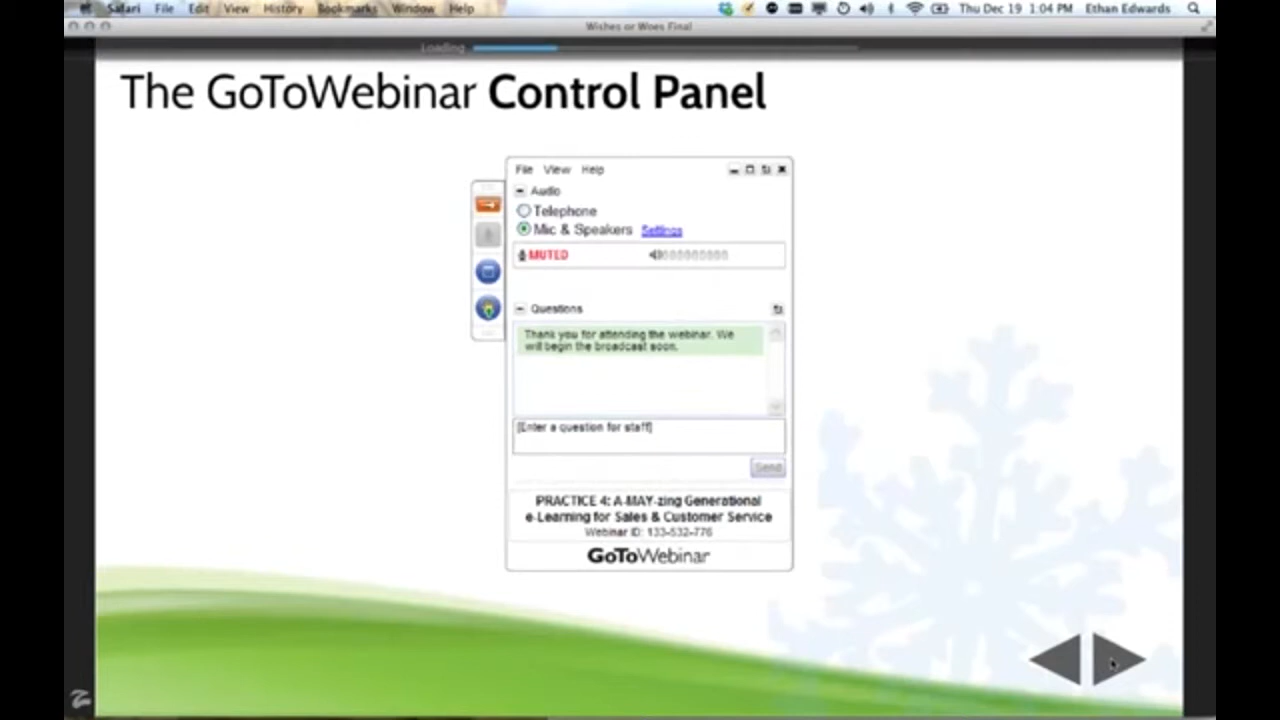 Safari File Edit View History Bookmarks Window Help Thu Dec 19 1:04 PM Ethan Edwards
Wishes or Woes Final
Loading
The GoToWebinar Control Panel
File View Help
Audio
Telephone
Mic & Speakers Settings
MUTED
Questions
Thank you for attending the webinar. We
will begin the broadcast soon.
[Enter a question for staff]
Send
PRACTICE 4: A-MAY-zing Generational
e-Learning for Sales & Customer Service
Webinar ID: 133-532-776
GoToWebinar